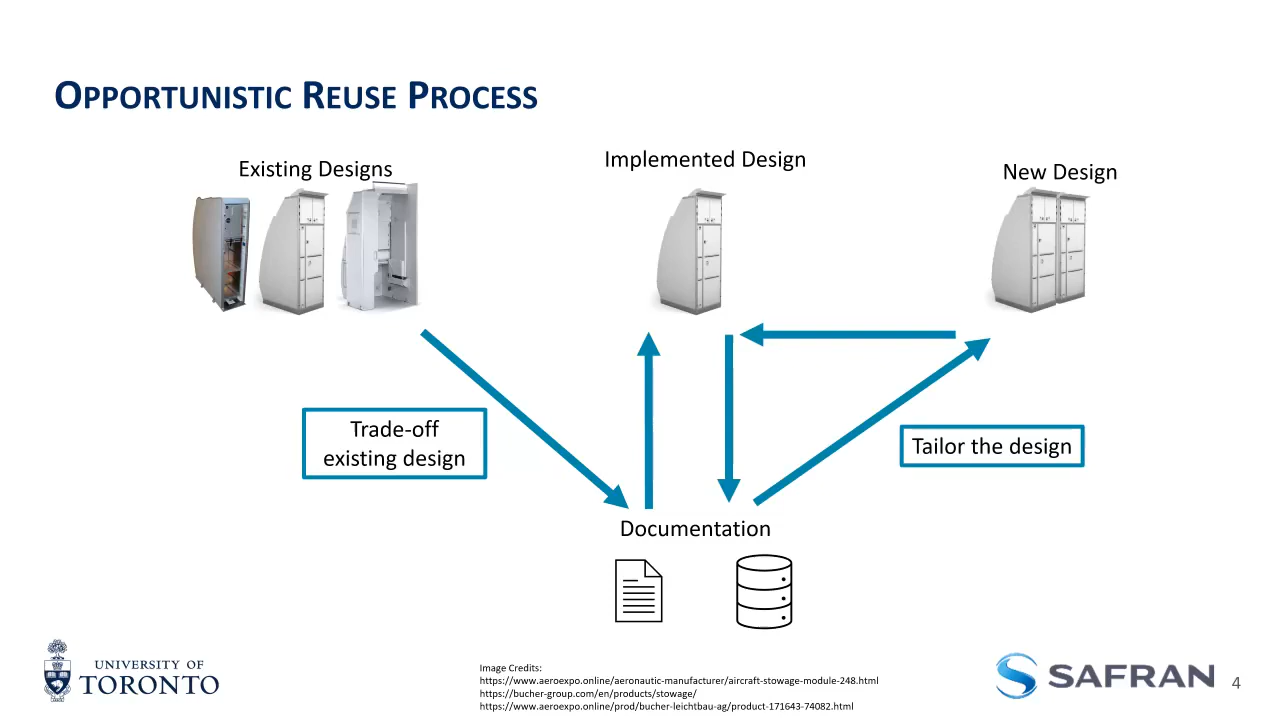 OPPORTUNISTIC REUSE PROCESS
Existing Designs
Implemented Design
New Design
Trade-off
existing design
Tailor the design
Documentation
UNIVERSITY OF
TORONTO
Image Credits:
https://www.aeroexpo.online/aeronautic-manufacturer/aircraft-stowage-module-248.html
https://bucher-group.com/en/products/stowage/
https://www.aeroexpo.online/prod/bucher-leichtbau-ag/product-171643-74082.html
SAFRAN
4